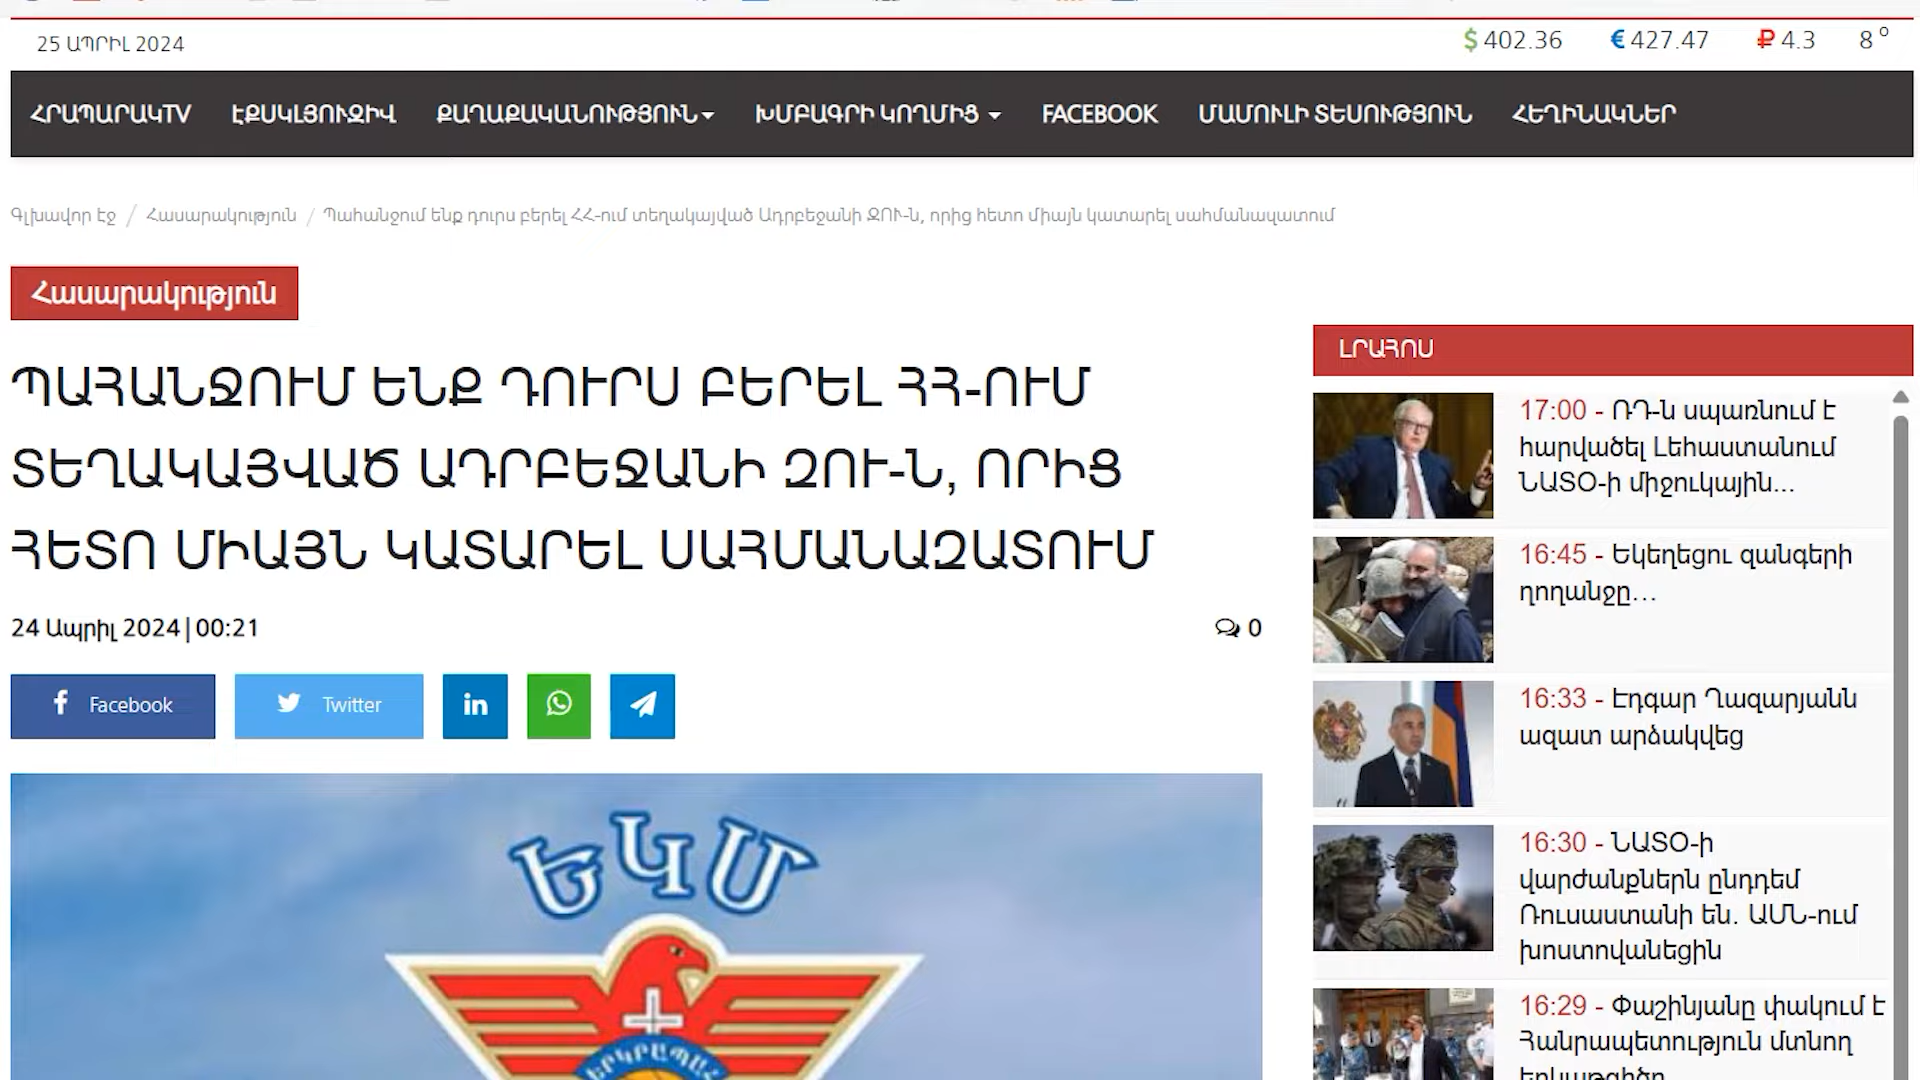 25 ԱՊՐԻԼ 2024
$ 402.36 € 427.47 ₽ 4.3 8 °
ՀՐԱՊԱՐԱԿTV ԷՔՍԿԼՅՈՒԶԻՎ ՔԱՂԱՔԱԿԱՆՈՒԹՅՈՒՆ ԽՄԲԱԳՐԻ ԿՈՂՄԻՑ FACEBOOK ՄԱՄՈՒԼԻ ՏԵՍՈՒԹՅՈՒՆ ՀԵՂԻՆԱԿՆԵՐ
Գլխավոր էջ / Հասարակություն / Պահանջում ենք դուրս բերել ՀՀ-ում տեղակայված Ադրբեջանի ԶՈՒ-ն, որից հետո միայն կատարել սահմանազատում
Հասարակություն
ՊԱՀԱՆՋՈՒՄ ԵՆՔ ԴՈՒՐՍ ԲԵՐԵԼ ՀՀ-ՈՒՄ
ՏԵՂԱԿԱՅՎԱԾ ԱԴՐԲԵՋԱՆԻ ԶՈՒ-Ն, ՈՐԻՑ
ՀԵՏՈ ՄԻԱՅՆ ԿԱՏԱՐԵԼ ՍԱՀՄԱՆԱԶԱՏՈՒՄ
24 Ապրիլ 2024 | 00:21
0
Facebook Twitter in
ԵԿՄ
ԵՐԿՐԱՊԱՀ
ԼՐԱՀՈՍ
17:00 - ՌԴ-ն սպառնում է
հարվածել Լեհաստանում
ՆԱՏՕ-ի միջուկային...
16:45 - Եկեղեցու զանգերի
ղողանջը…
16:33 - Էդգար Ղազարյանն
ազատ արձակվեց
16:30 - ՆԱՏՕ-ի
վարժանքներն ընդդեմ
Ռուսաստանի են. ԱՄՆ-ում
խոստովանեցին
16:29 - Փաշինյանը փակում է
Հանրապետություն մտնող